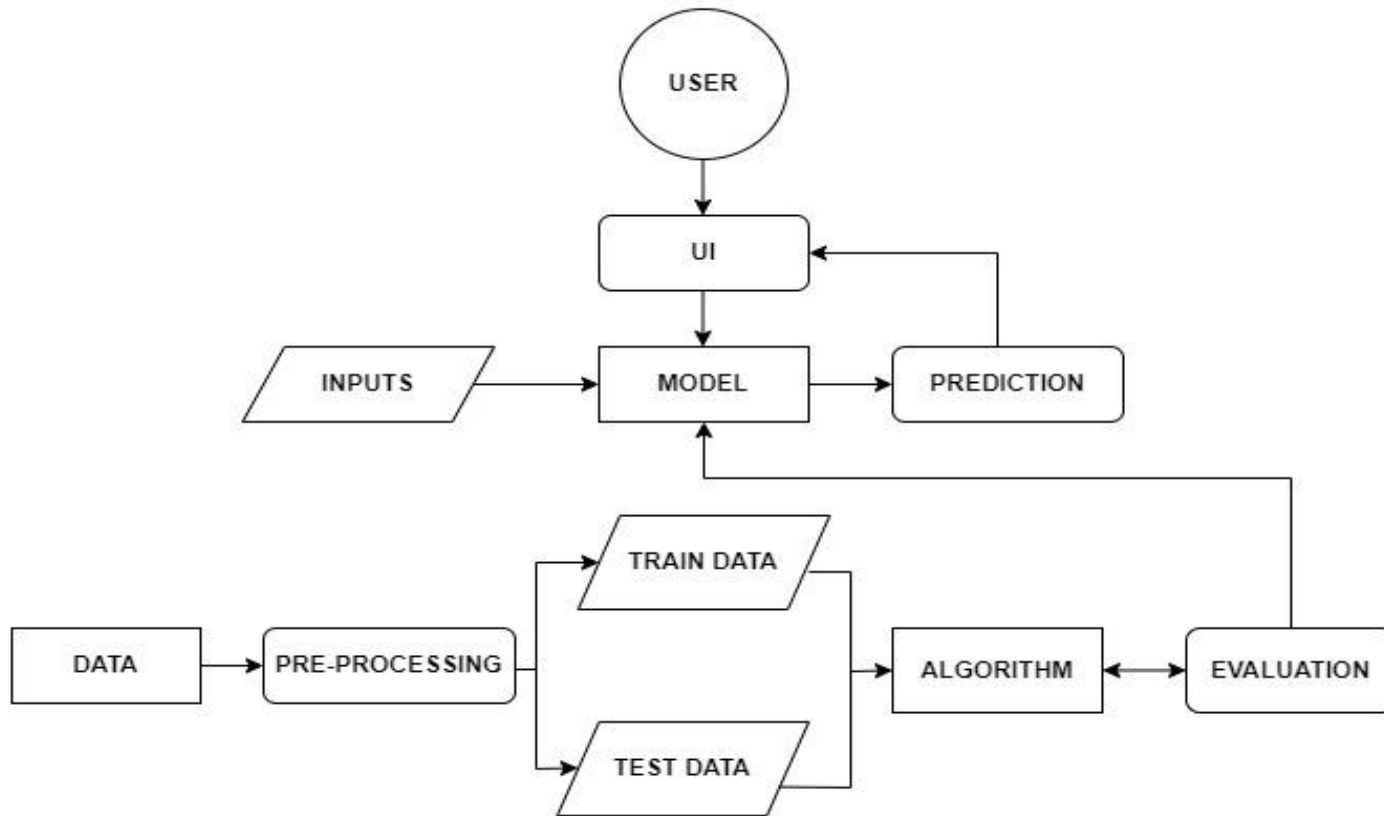 USER
UI
INPUTS
MODEL
PREDICTION
TRAIN DATA
DATA
PRE-PROCESSING
ALGORITHM
EVALUATION
TEST DATA